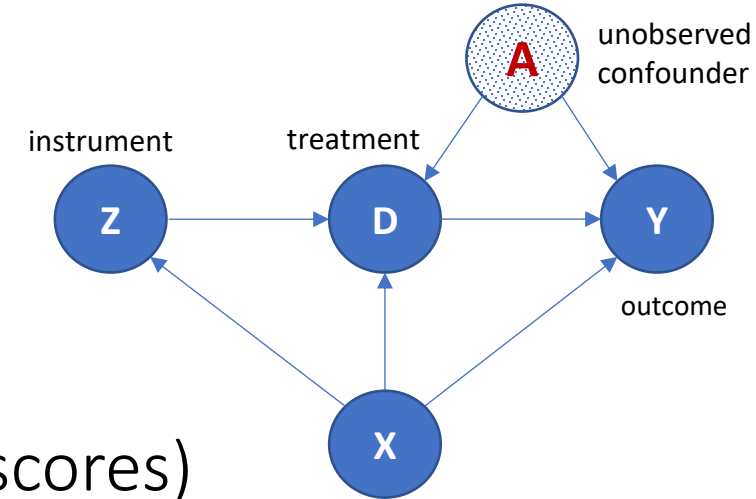 unobserved
confounder
A
instrument
treatment
Z
D
Y
outcome
X
scores)